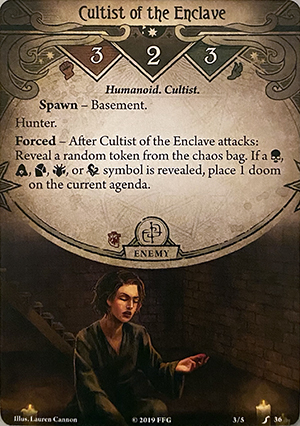 Cultist of the Enclave
3 2 3
Humanoid. Cultist.
Spawn – Basement.
Hunter.
Forced – After Cultist of the Enclave attacks:
Reveal a random token from the chaos bag. If a ,
, , , or symbol is revealed, place 1 doom
on the current agenda.
ENEMY
Illus. Lauren Cannon © 2019 FFG 3/5 36